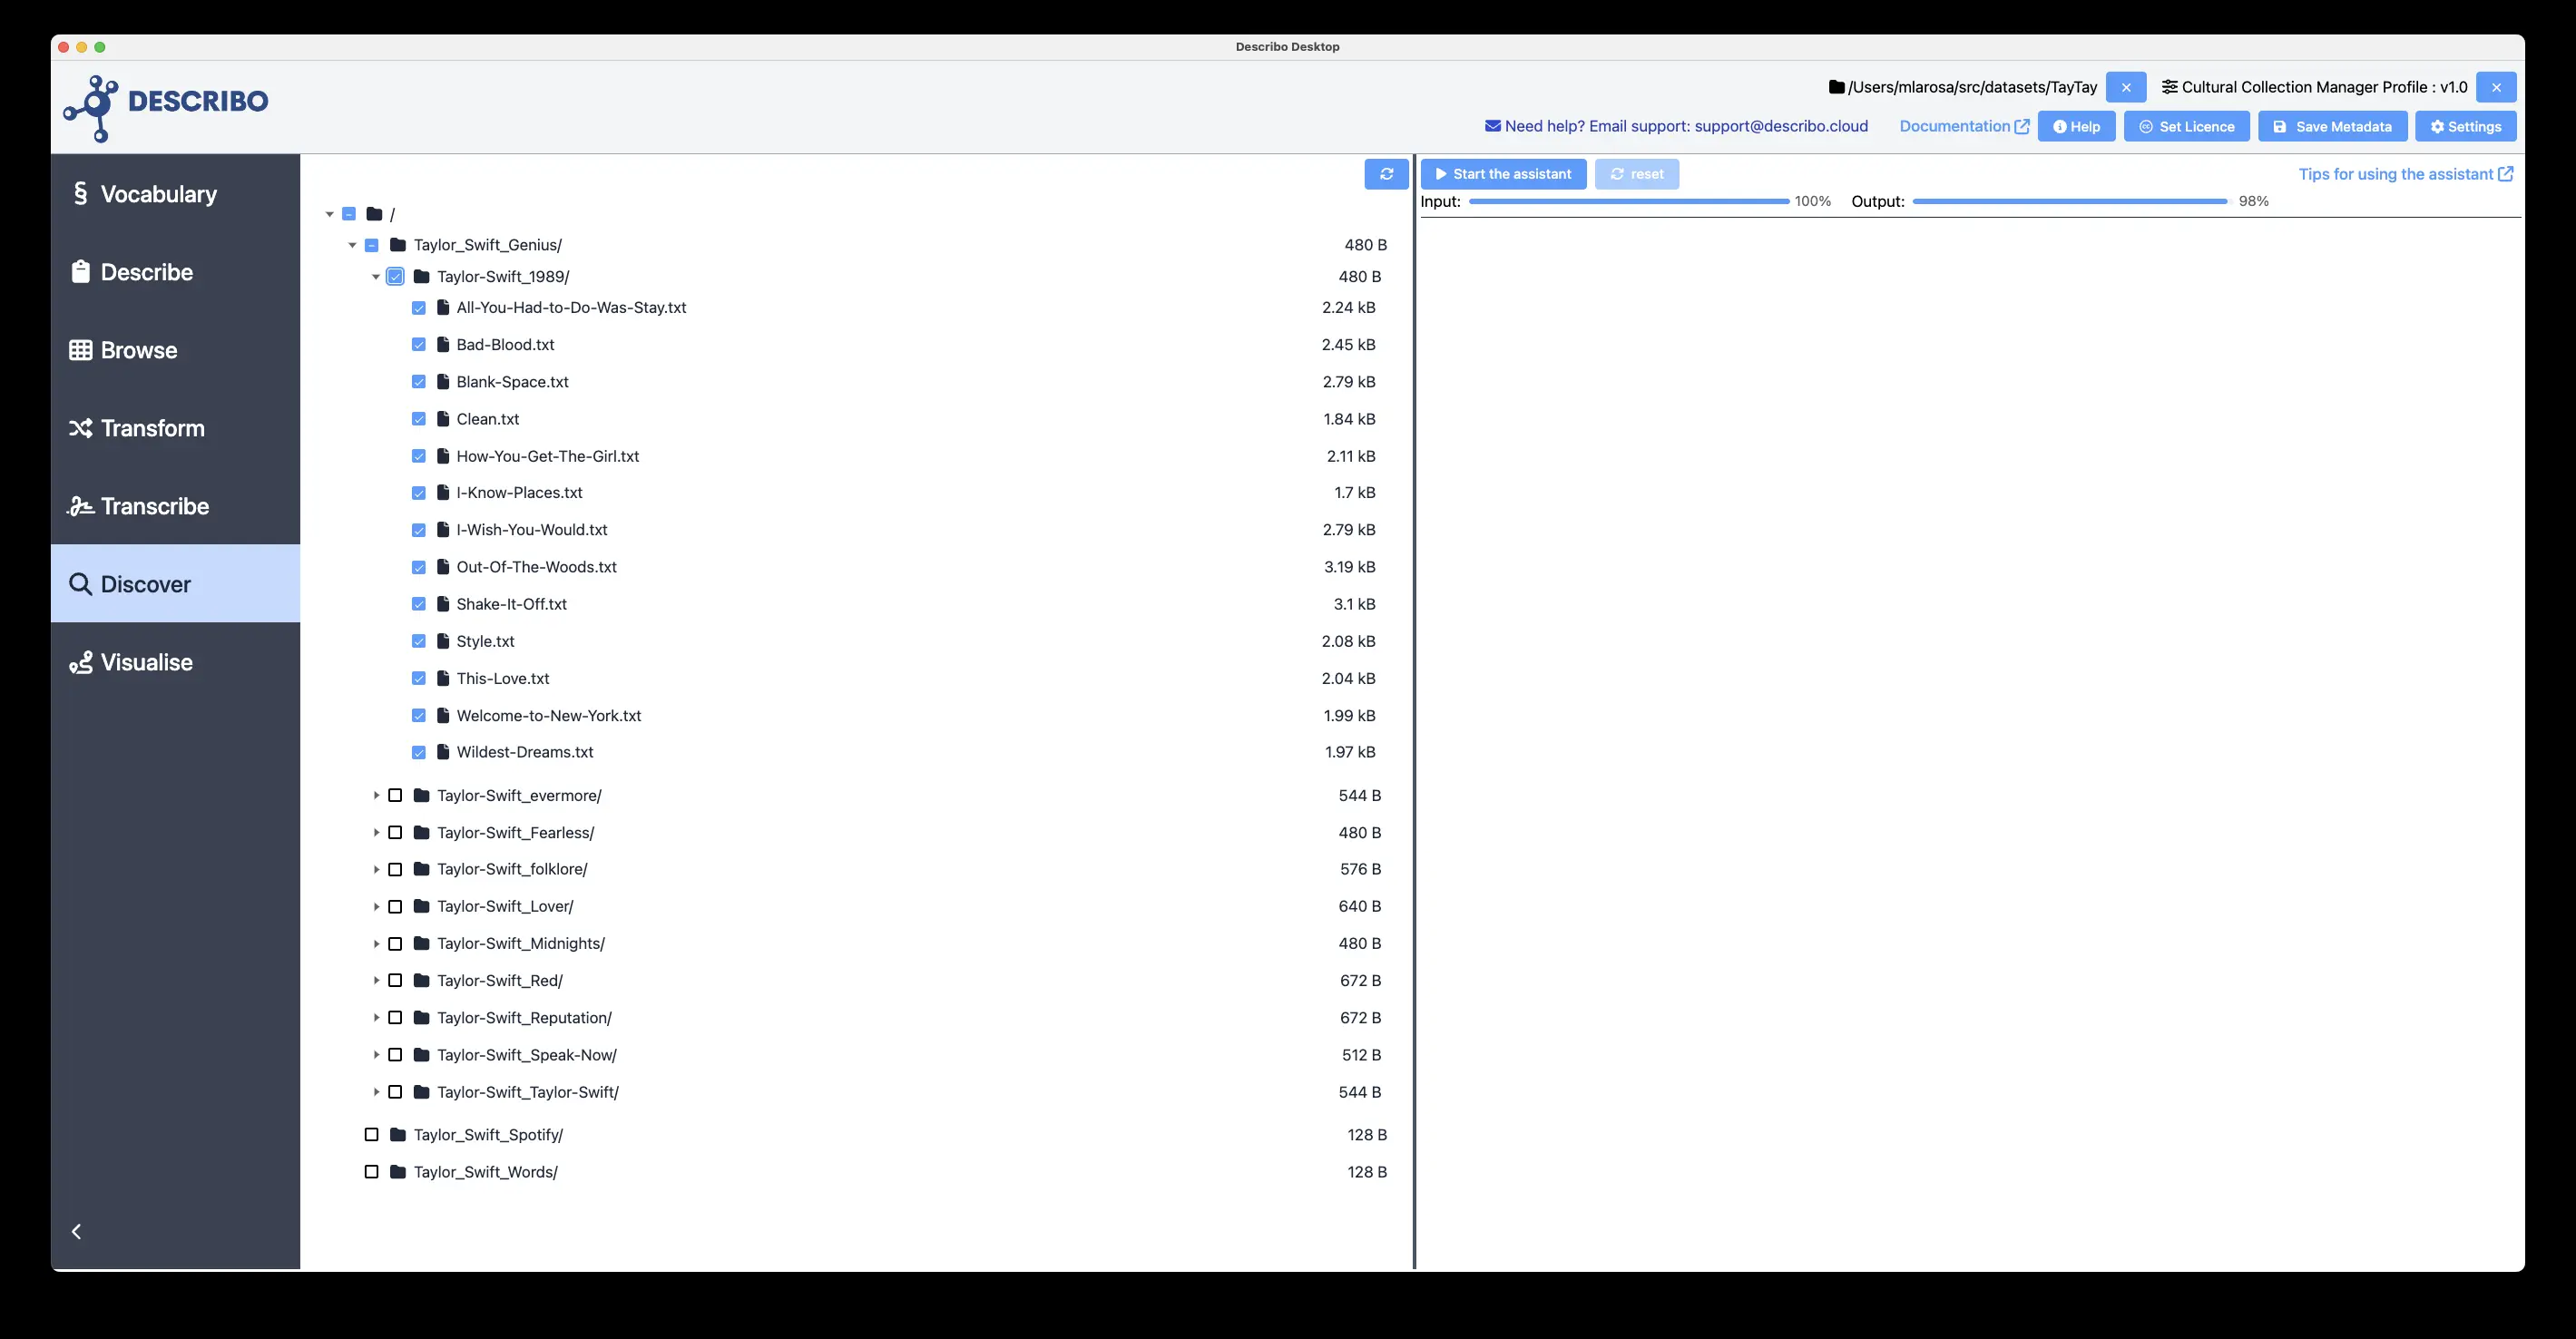 Describo Desktop
DESCRIBO
/Users/mlarosa/src/datasets/TayTay
Cultural Collection Manager Profile : v1.0
Need help? Email support: support@describo.cloud
Documentation
Help
Set Licence
Save Metadata
Settings
Vocabulary
Describe
Browse
Transform
Transcribe
Discover
Visualise
/
Taylor_Swift_Genius/ 480 B
Taylor-Swift_1989/ 480 B
All-You-Had-to-Do-Was-Stay.txt 2.24 kB
Bad-Blood.txt 2.45 kB
Blank-Space.txt 2.79 kB
Clean.txt 1.84 kB
How-You-Get-The-Girl.txt 2.11 kB
I-Know-Places.txt 1.7 kB
I-Wish-You-Would.txt 2.79 kB
Out-Of-The-Woods.txt 3.19 kB
Shake-It-Off.txt 3.1 kB
Style.txt 2.08 kB
This-Love.txt 2.04 kB
Welcome-to-New-York.txt 1.99 kB
Wildest-Dreams.txt 1.97 kB
Taylor-Swift_evermore/ 544 B
Taylor-Swift_Fearless/ 480 B
Taylor-Swift_folklore/ 576 B
Taylor-Swift_Lover/ 640 B
Taylor-Swift_Midnights/ 480 B
Taylor-Swift_Red/ 672 B
Taylor-Swift_Reputation/ 672 B
Taylor-Swift_Speak-Now/ 512 B
Taylor-Swift_Taylor-Swift/ 544 B
Taylor_Swift_Spotify/ 128 B
Taylor_Swift_Words/ 128 B
Start the assistant
reset
Tips for using the assistant
Input: 100% Output: 98%